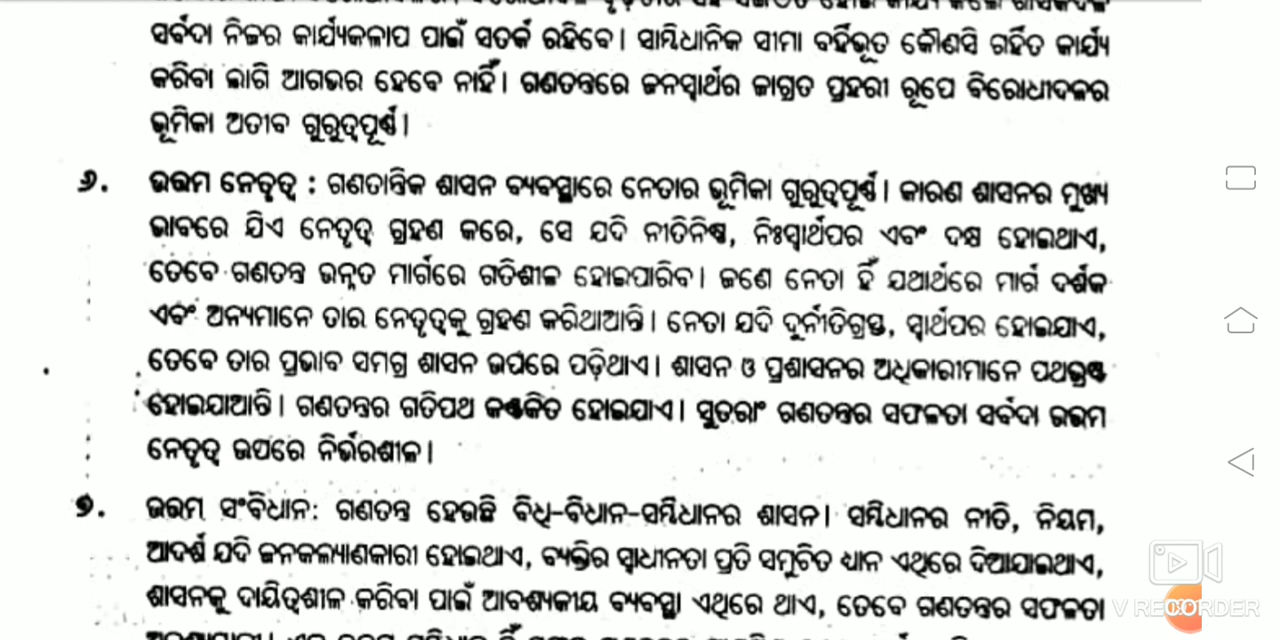 ସର୍ବଦା ନିଜର କାର୍ଯ୍ୟକଳାପ ପାଇଁ ସତର୍କ ରହିବେ। ସାମ୍ବିଧାନିକ ସୀମା ବର୍ହିଭୂତ କୌଣସି ଗର୍ହିତ କାର୍ଯ୍ୟ
କରିବା ଲାଗି ଆଗଭର ହେବେ ନାହିଁ। ଗଣତନ୍ତ୍ରରେ ଜନସ୍ୱାର୍ଥର ଜାଗ୍ରତ ପ୍ରହରୀ ରୂପେ ବିରୋଧୀଦଳର
ଭୂମିକା ଅତୀବ ଗୁରୁତ୍ୱପୂର୍ଣ୍ଣ।
୬. ଉତ୍ତମ ନେତୃତ୍ୱ : ଗଣତାନ୍ତ୍ରିକ ଶାସନ ବ୍ୟବସ୍ଥାରେ ନେତାର ଭୂମିକା ଗୁରୁତ୍ୱପୂର୍ଣ୍ଣ। କାରଣ ଶାସନର ମୁଖ୍ୟ
ଭାବରେ ଯିଏ ନେତୃତ୍ୱ ଗ୍ରହଣ କରେ, ସେ ଯଦି ନୀତିନିଷ୍ଠ, ନିଃସ୍ୱାର୍ଥପର ଏବଂ ଦକ୍ଷ ହୋଇଥାଏ,
ତେବେ ଗଣତନ୍ତ୍ର ଉନ୍ନତ ମାର୍ଗରେ ଗତିଶୀଳ ହୋଇପାରିବ। ଜଣେ ନେତା ହିଁ ଯଥାର୍ଥରେ ମାର୍ଗ ଦର୍ଶକ
ଏବଂ ଅନ୍ୟମାନେ ତାର ନେତୃତ୍ୱକୁ ଗ୍ରହଣ କରିଥାଆନ୍ତି। ନେତା ଯଦି ଦୁର୍ନୀତିଗ୍ରସ୍ତ, ସ୍ୱାର୍ଥପର ହୋଇଯାଏ,
ତେବେ ତାର ପ୍ରଭାବ ସମଗ୍ର ଶାସନ ଉପରେ ପଡ଼ିଥାଏ। ଶାସନ ଓ ପ୍ରଶାସନର ଅଧିକାରୀମାନେ ପଥଭ୍ରଷ୍ଟ
ହୋଇଯାଆନ୍ତି। ଗଣତନ୍ତ୍ରର ଗତିପଥ କଣ୍ଟକିତ ହୋଇଯାଏ। ସୁତରାଂ ଗଣତନ୍ତ୍ରର ସଫଳତା ସର୍ବଦା ଉତ୍ତମ
ନେତୃତ୍ୱ ଉପରେ ନିର୍ଭରଶୀଳ।
୭. ଉତ୍ତମ ସଂବିଧାନ: ଗଣତନ୍ତ୍ର ହେଉଛି ବିଧି-ବିଧାନ-ସମ୍ବିଧାନର ଶାସନ। ସମ୍ବିଧାନର ନୀତି, ନିୟମ,
ଆଦର୍ଶ ଯଦି ଜନକଲ୍ୟାଣକାରୀ ହୋଇଥାଏ, ବ୍ୟକ୍ତିର ସ୍ୱାଧୀନତା ପ୍ରତି ସମୁଚିତ ଧ୍ୟାନ ଏଥିରେ ଦିଆଯାଇଥାଏ,
ଶାସନକୁ ଦାୟିତ୍ୱଶୀଳ କରିବା ପାଇଁ ଆବଶ୍ୟକୀୟ ବ୍ୟବସ୍ଥା ଏଥିରେ ଥାଏ, ତେବେ ଗଣତନ୍ତ୍ରର ସଫଳତା
V RECORDER